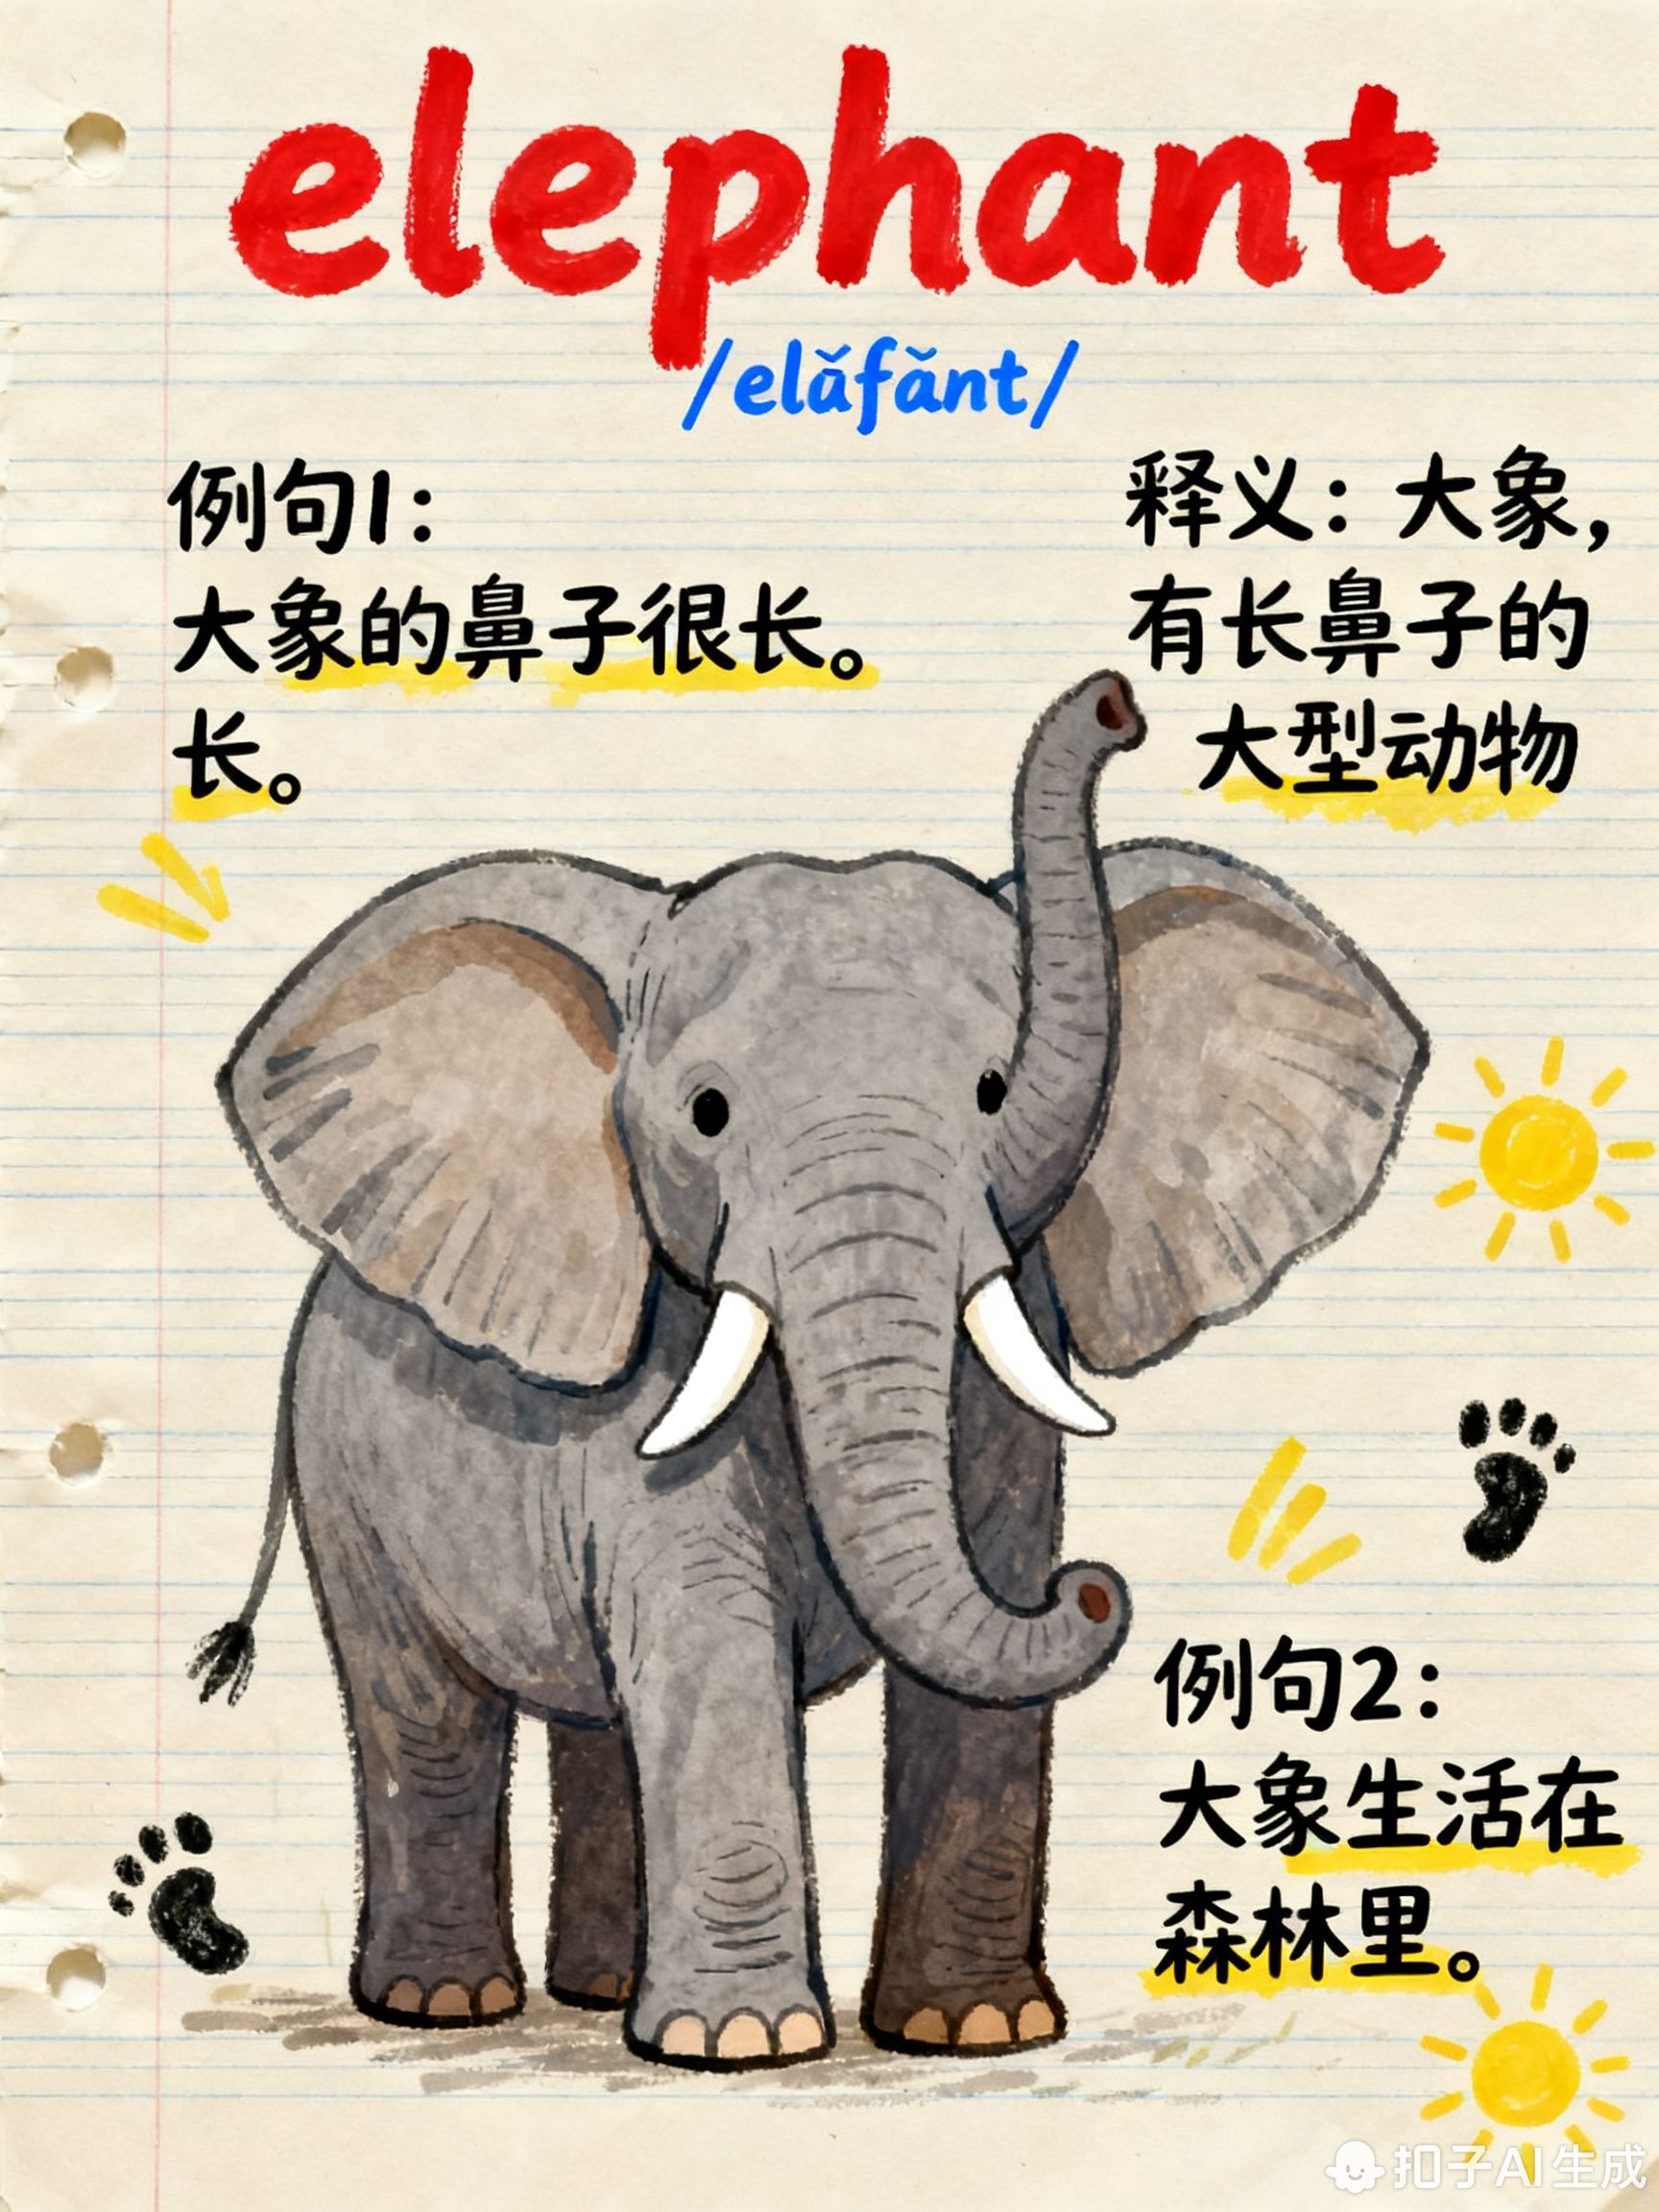 elephant
/elǎfǎnt/
例句1:
大象的鼻子很长。
长。
释义：大象，
有长鼻子的
大型动物
例句2:
大象生活在
森林里。
扣子AI生成